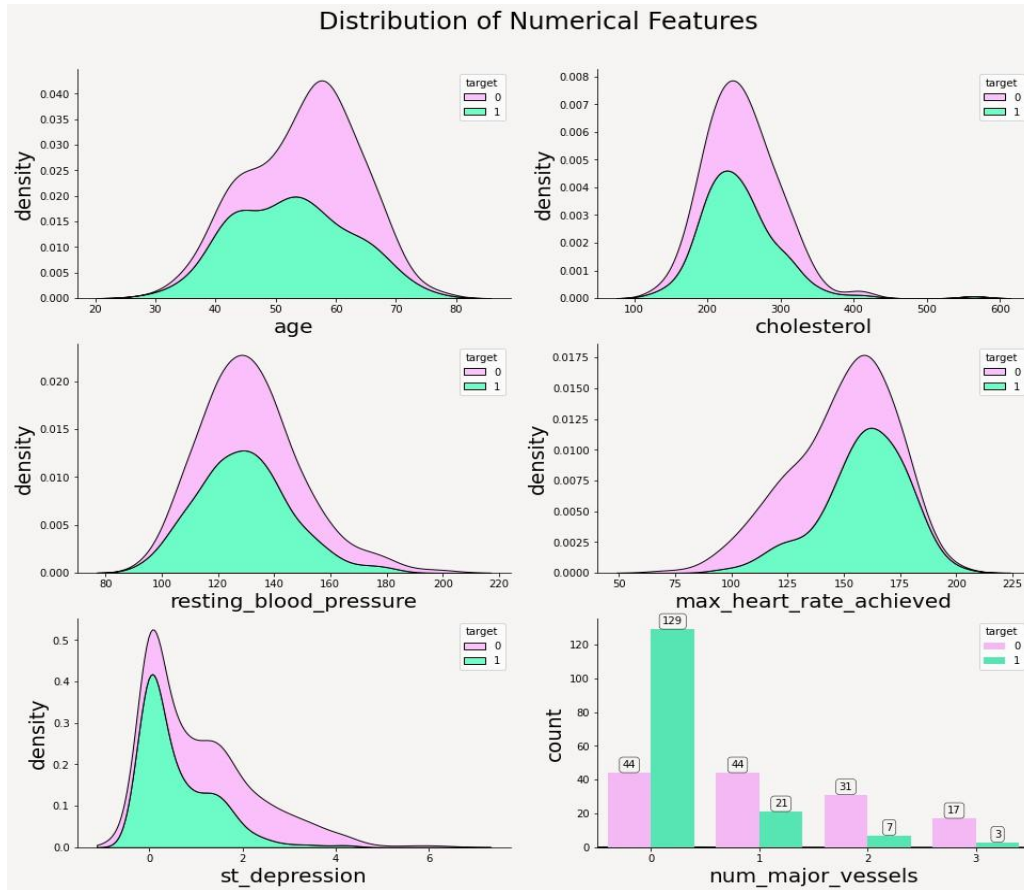 Distribution of Numerical Features
density
0.040
0.035
0.030
0.025
0.020
0.015
0.010
0.005
0.000
20 30 40 50 60 70 80
age
target
0
1
density
0.008
0.007
0.006
0.005
0.004
0.003
0.002
0.001
0.000
100 200 300 400 500 600
cholesterol
target
0
1
density
0.020
0.015
0.010
0.005
0.000
80 100 120 140 160 180 200 220
resting_blood_pressure
target
0
1
density
0.0175
0.0150
0.0125
0.0100
0.0075
0.0050
0.0025
0.0000
50 75 100 125 150 175 200 225
max_heart_rate_achieved
target
0
1
density
0.5
0.4
0.3
0.2
0.1
0.0
0 2 4 6
st_depression
target
0
1
count
120
100
80
60
40
20
0
44 129 44 21 31 7 17 3
0 1 2 3
num_major_vessels
target
0
1